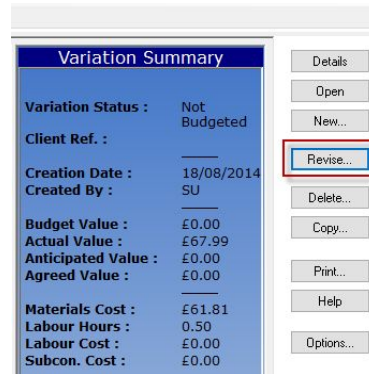 Variation Summary
Variation Status : Not
Budgeted
Client Ref. :
Creation Date : 18/08/2014
Created By : SU
Budget Value : £0.00
Actual Value : £67.99
Anticipated Value : £0.00
Agreed Value : £0.00
Materials Cost : £61.81
Labour Hours : 0.50
Labour Cost : £0.00
Subcon. Cost : £0.00
Details
Open
New...
Revise...
Delete...
Copy...
Print...
Help
Options...